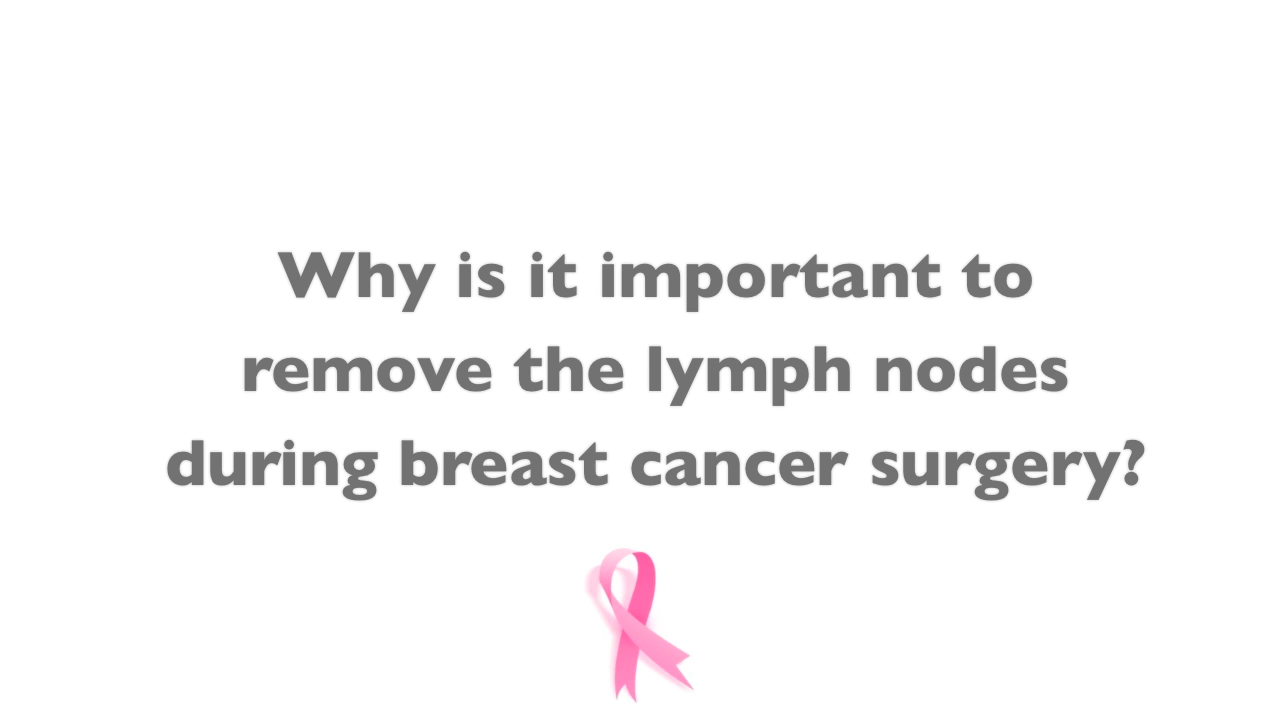 Why is it important to
remove the lymph nodes
during breast cancer surgery?